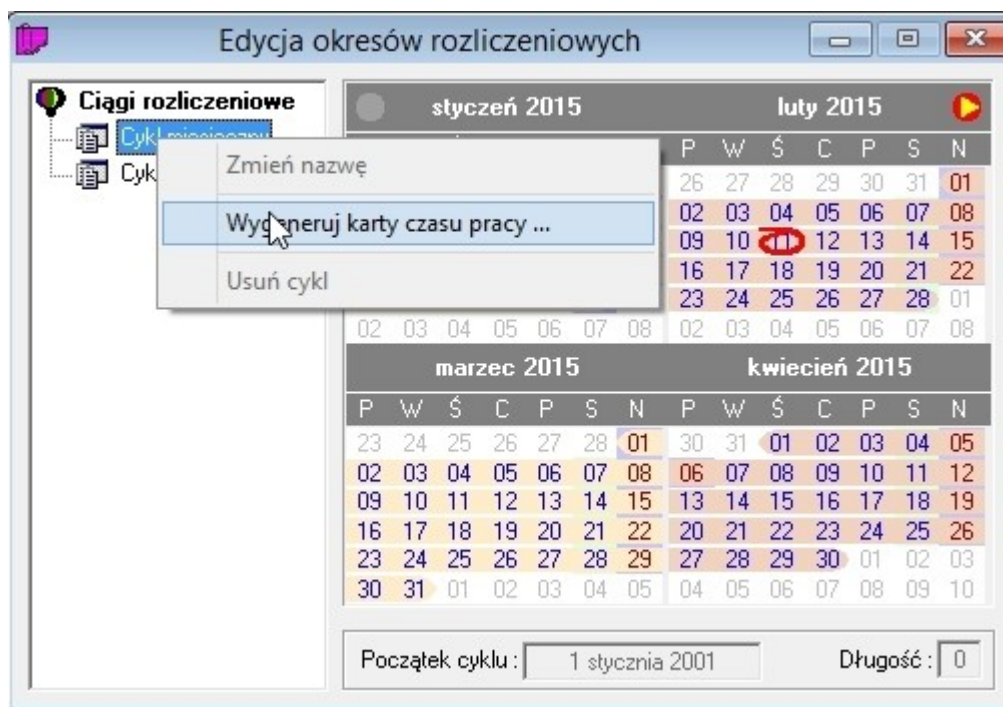 Edycja okresów rozliczeniowych
Ciągi rozliczeniowe
Cykl miesięczny
Cyk
Zmień nazwę
Wygeneruj karty czasu pracy ...
Usuń cykl
styczeń 2015 luty 2015
P W Ś C P S N
26 27 28 29 30 31 01
02 03 04 05 06 07 08
09 10 11 12 13 14 15
16 17 18 19 20 21 22
23 24 25 26 27 28 01
02 03 04 05 06 07 08 02 03 04 05 06 07 08
marzec 2015 kwiecień 2015
P W Ś C P S N P W Ś C P S N
23 24 25 26 27 28 01 30 31 01 02 03 04 05
02 03 04 05 06 07 08 06 07 08 09 10 11 12
09 10 11 12 13 14 15 13 14 15 16 17 18 19
16 17 18 19 20 21 22 20 21 22 23 24 25 26
23 24 25 26 27 28 29 27 28 29 30 01 02 03
30 31 01 02 03 04 05 04 05 06 07 08 09 10
Początek cyklu : 1 stycznia 2001 Długość : 0